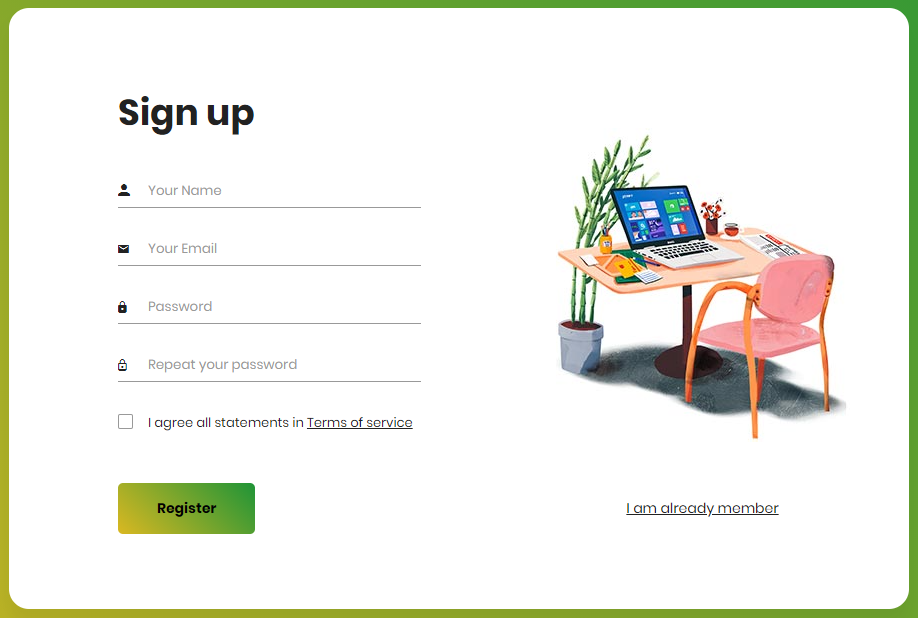 Sign up
Your Name
Your Email
Password
Repeat your password
I agree all statements in Terms of service
Register
I am already member